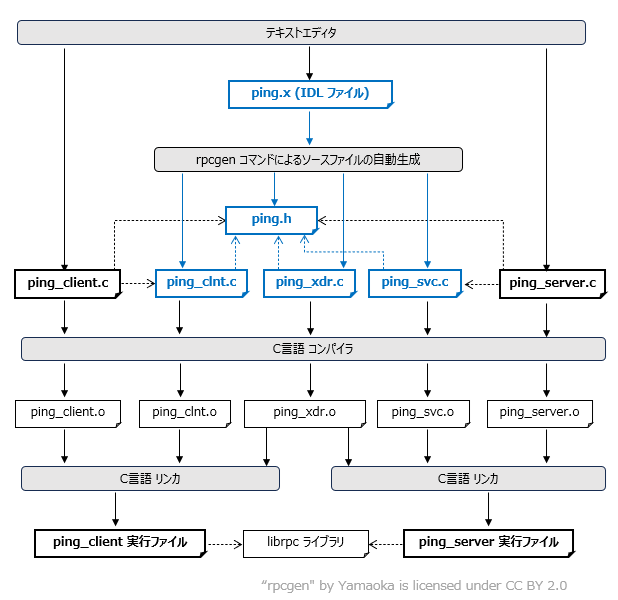 テキストエディタ
ping.x (IDL ファイル)
rpcgen コマンドによるソースファイルの自動生成
ping.h
ping_client.c
ping_clnt.c
ping_xdr.c
ping_svc.c
ping_server.c
C言語 コンパイラ
ping_client.o
ping_clnt.o
ping_xdr.o
ping_svc.o
ping_server.o
C言語 リンカ
C言語 リンカ
ping_client 実行ファイル
librpc ライブラリ
ping_server 実行ファイル
“rpcgen" by Yamaoka is licensed under CC BY 2.0